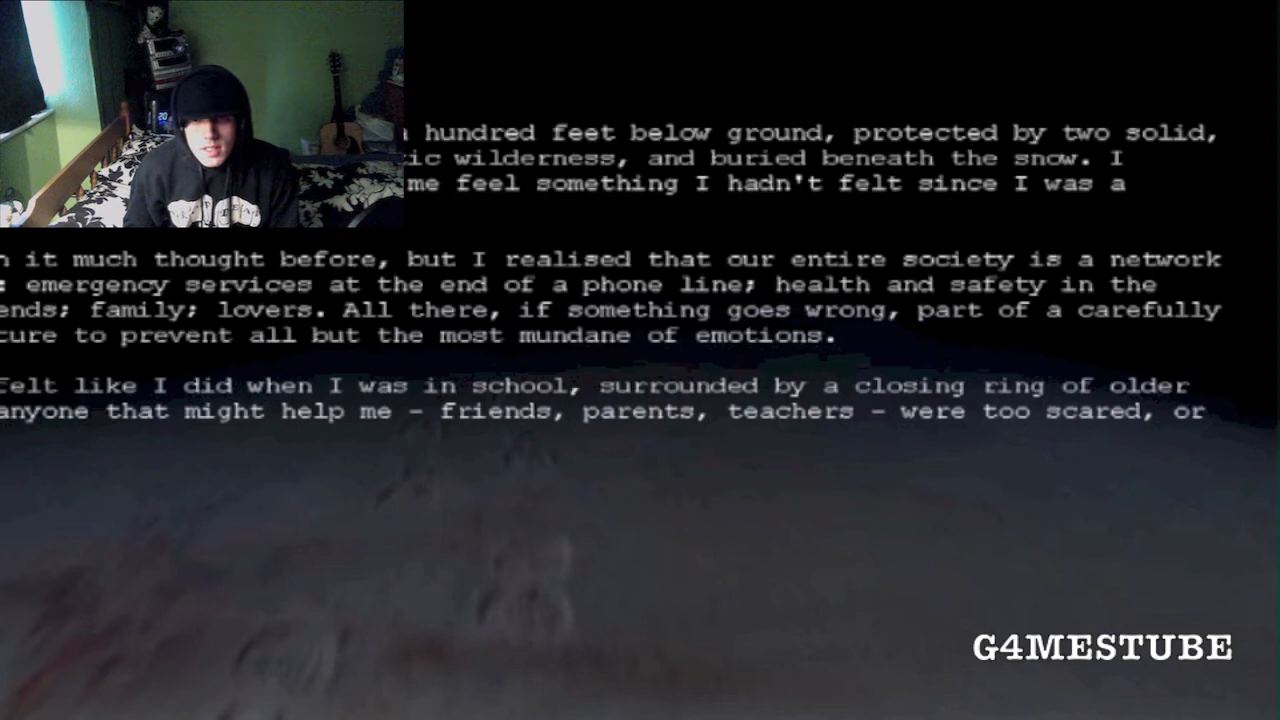 hundred feet below ground, protected by two solid,
ic wilderness, and buried beneath the snow. I
me feel something I hadn't felt since I was a
n it much thought before, but I realised that our entire society is a network
: emergency services at the end of a phone line; health and safety in the
ends; family; lovers. All there, if something goes wrong, part of a carefully
ture to prevent all but the most mundane of emotions.
felt like I did when I was in school, surrounded by a closing ring of older
anyone that might help me - friends, parents, teachers - were too scared, or
G4MESTUBE